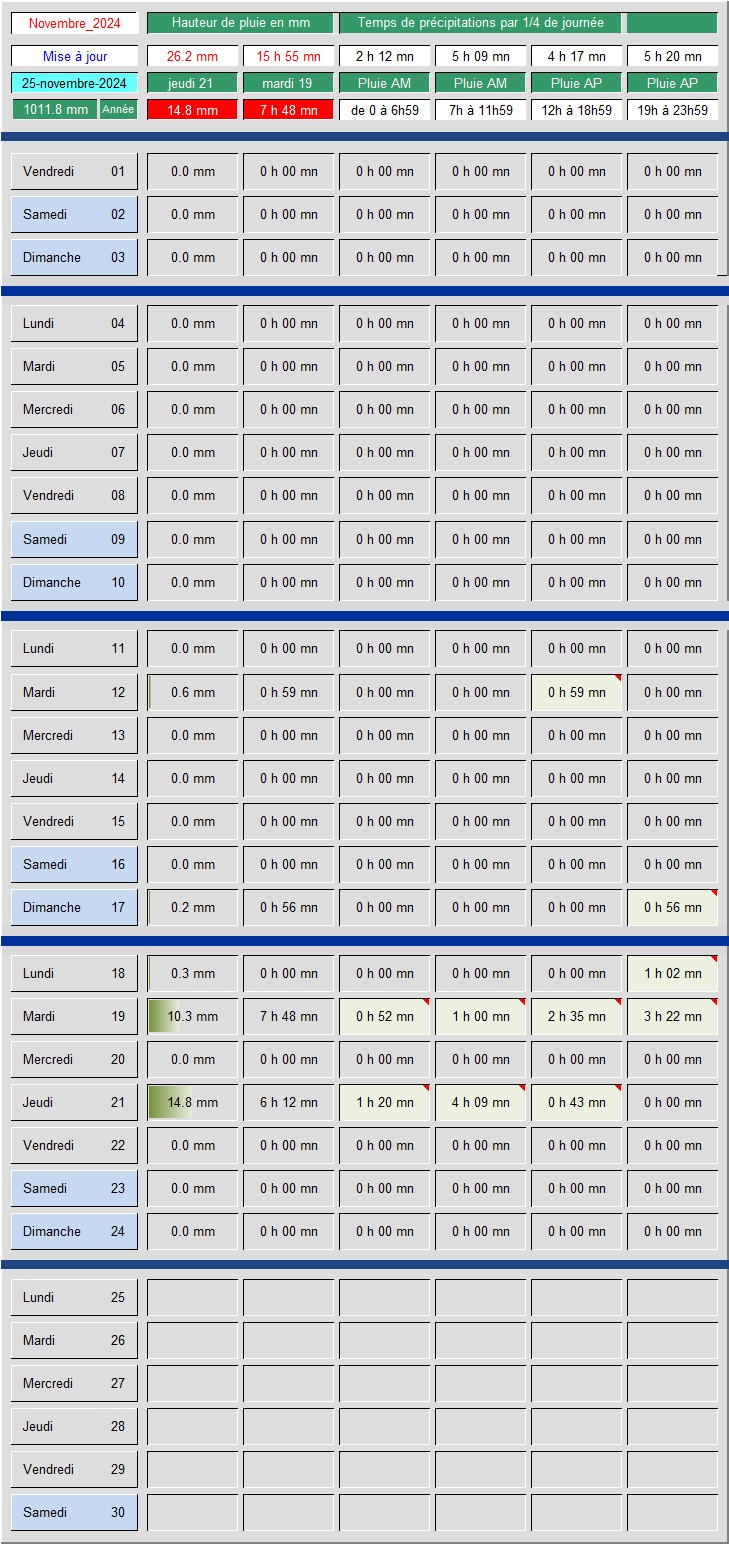 Novembre_2024 Hauteur de pluie en mm Temps de précipitations par 1/4 de journée
Mise à jour 26.2 mm 15 h 55 mn 2 h 12 mn 5 h 09 mn 4 h 17 mn 5 h 20 mn
25-novembre-2024 jeudi 21 mardi 19 Pluie AM Pluie AM Pluie AP Pluie AP
1011.8 mm Année 14.8 mm 7 h 48 mn de 0 à 6h59 7h à 11h59 12h à 18h59 19h à 23h59
Vendredi 01 0.0 mm 0 h 00 mn 0 h 00 mn 0 h 00 mn 0 h 00 mn 0 h 00 mn
Samedi 02 0.0 mm 0 h 00 mn 0 h 00 mn 0 h 00 mn 0 h 00 mn 0 h 00 mn
Dimanche 03 0.0 mm 0 h 00 mn 0 h 00 mn 0 h 00 mn 0 h 00 mn 0 h 00 mn
Lundi 04 0.0 mm 0 h 00 mn 0 h 00 mn 0 h 00 mn 0 h 00 mn 0 h 00 mn
Mardi 05 0.0 mm 0 h 00 mn 0 h 00 mn 0 h 00 mn 0 h 00 mn 0 h 00 mn
Mercredi 06 0.0 mm 0 h 00 mn 0 h 00 mn 0 h 00 mn 0 h 00 mn 0 h 00 mn
Jeudi 07 0.0 mm 0 h 00 mn 0 h 00 mn 0 h 00 mn 0 h 00 mn 0 h 00 mn
Vendredi 08 0.0 mm 0 h 00 mn 0 h 00 mn 0 h 00 mn 0 h 00 mn 0 h 00 mn
Samedi 09 0.0 mm 0 h 00 mn 0 h 00 mn 0 h 00 mn 0 h 00 mn 0 h 00 mn
Dimanche 10 0.0 mm 0 h 00 mn 0 h 00 mn 0 h 00 mn 0 h 00 mn 0 h 00 mn
Lundi 11 0.0 mm 0 h 00 mn 0 h 00 mn 0 h 00 mn 0 h 00 mn 0 h 00 mn
Mardi 12 0.6 mm 0 h 59 mn 0 h 00 mn 0 h 00 mn 0 h 59 mn 0 h 00 mn
Mercredi 13 0.0 mm 0 h 00 mn 0 h 00 mn 0 h 00 mn 0 h 00 mn 0 h 00 mn
Jeudi 14 0.0 mm 0 h 00 mn 0 h 00 mn 0 h 00 mn 0 h 00 mn 0 h 00 mn
Vendredi 15 0.0 mm 0 h 00 mn 0 h 00 mn 0 h 00 mn 0 h 00 mn 0 h 00 mn
Samedi 16 0.0 mm 0 h 00 mn 0 h 00 mn 0 h 00 mn 0 h 00 mn 0 h 00 mn
Dimanche 17 0.2 mm 0 h 56 mn 0 h 00 mn 0 h 00 mn 0 h 00 mn 0 h 56 mn
Lundi 18 0.3 mm 0 h 00 mn 0 h 00 mn 0 h 00 mn 0 h 00 mn 1 h 02 mn
Mardi 19 10.3 mm 7 h 48 mn 0 h 52 mn 1 h 00 mn 2 h 35 mn 3 h 22 mn
Mercredi 20 0.0 mm 0 h 00 mn 0 h 00 mn 0 h 00 mn 0 h 00 mn 0 h 00 mn
Jeudi 21 14.8 mm 6 h 12 mn 1 h 20 mn 4 h 09 mn 0 h 43 mn 0 h 00 mn
Vendredi 22 0.0 mm 0 h 00 mn 0 h 00 mn 0 h 00 mn 0 h 00 mn 0 h 00 mn
Samedi 23 0.0 mm 0 h 00 mn 0 h 00 mn 0 h 00 mn 0 h 00 mn 0 h 00 mn
Dimanche 24 0.0 mm 0 h 00 mn 0 h 00 mn 0 h 00 mn 0 h 00 mn 0 h 00 mn
Lundi 25
Mardi 26
Mercredi 27
Jeudi 28
Vendredi 29
Samedi 30